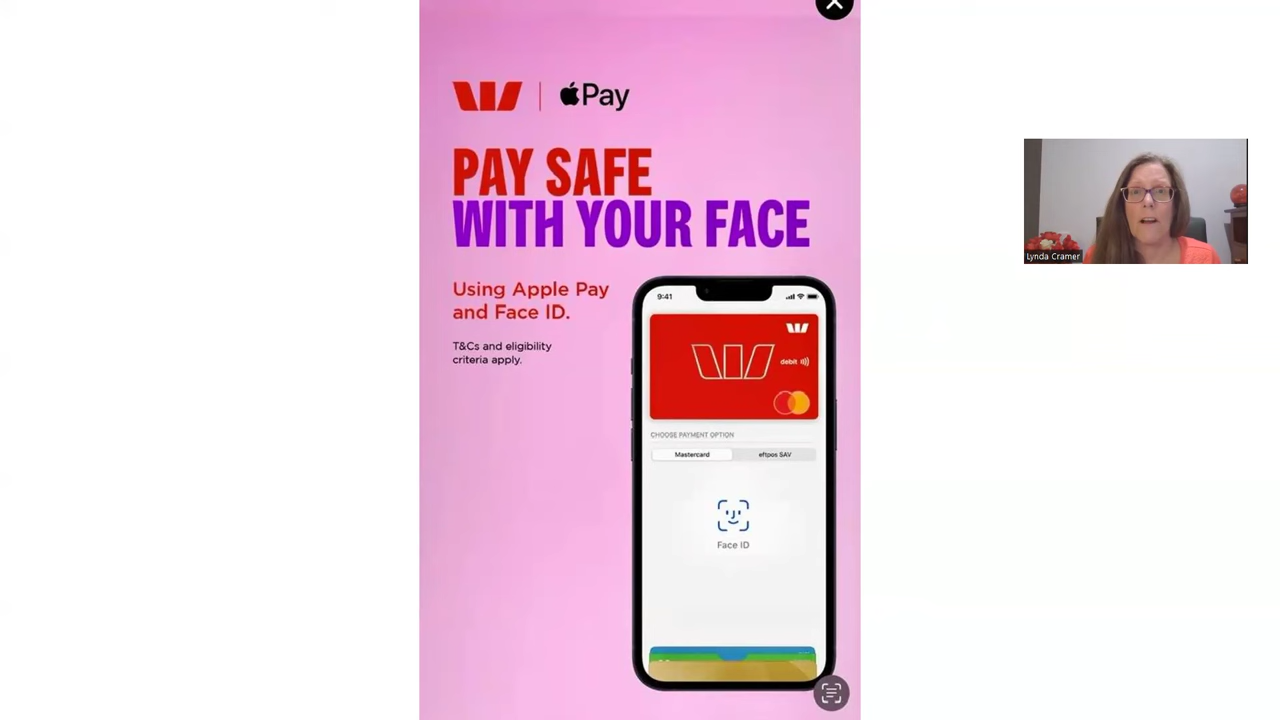 Pay
PAY SAFE
WITH YOUR FACE
Using Apple Pay
and Face ID.
T&Cs and eligibility
criteria apply.
9:41
debit
CHOOSE PAYMENT OPTION
Mastercard
eftpos SAV
Face ID
Lynda Cramer